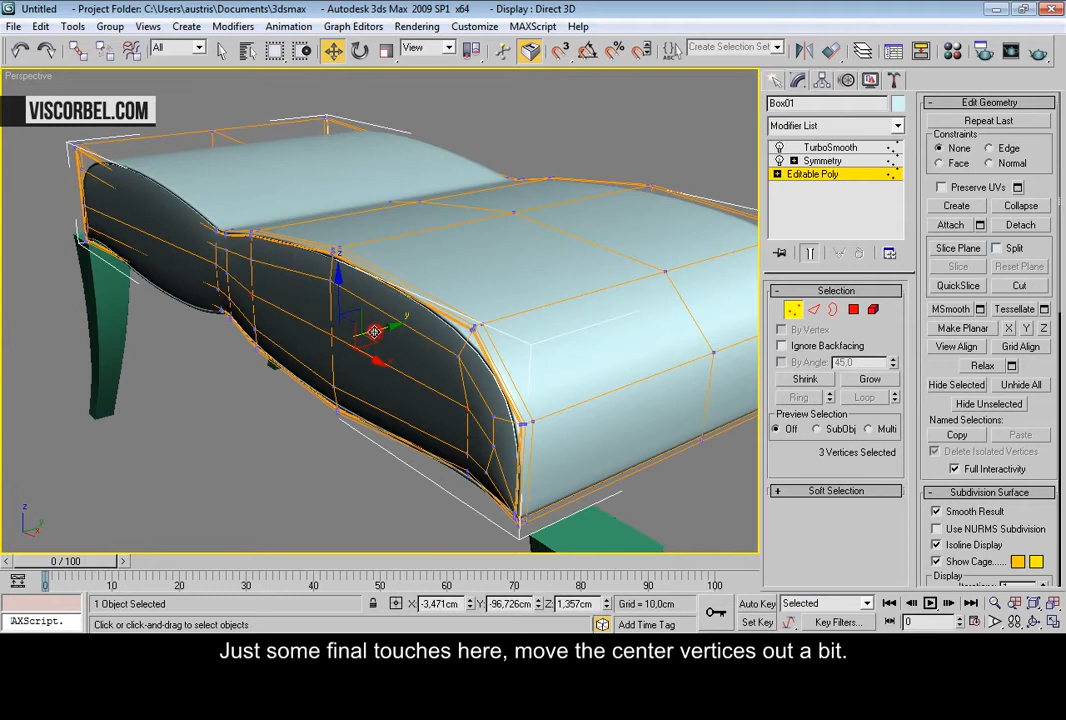 Untitled - Project Folder: C:\Users\austris\Documents\3dsmax - Autodesk 3ds Max 2009 SP1 x64 - Display : Direct 3D
File Edit Tools Group Views Create Modifiers Animation Graph Editors Rendering Customize MAXScript Help
All View Create Selection Set
Perspective
VISCORBEL.COM
Box01
Modifier List
TurboSmooth
Symmetry
Editable Poly
Selection
By Vertex
Ignore Backfacing
By Angle: 45,0
Shrink Grow
Ring Loop
Preview Selection
Off SubObj Multi
3 Vertices Selected
Soft Selection
Edit Geometry
Repeat Last
Constraints
None Edge
Face Normal
Preserve UVs
Create Collapse
Attach Detach
Slice Plane Split
Slice Reset Plane
QuickSlice Cut
MSmooth Tessellate
Make Planar X Y Z
View Align Grid Align
Relax
Hide Selected Unhide All
Hide Unselected
Named Selections:
Copy Paste
Delete Isolated Vertices
Full Interactivity
Subdivision Surface
Smooth Result
Use NURMS Subdivision
Isoline Display
Show Cage......
Display
z
y
z
y
x
0 / 100
0 10 20 30 40 50 60 70 80 90 100
1 Object Selected X: -3,471cm Y: -96,726cm Z: 1,357cm Grid = 10,0cm Auto Key Selected
AXScript. Click or click-and-drag to select objects Add Time Tag Set Key Key Filters... 0
Just some final touches here, move the center vertices out a bit.